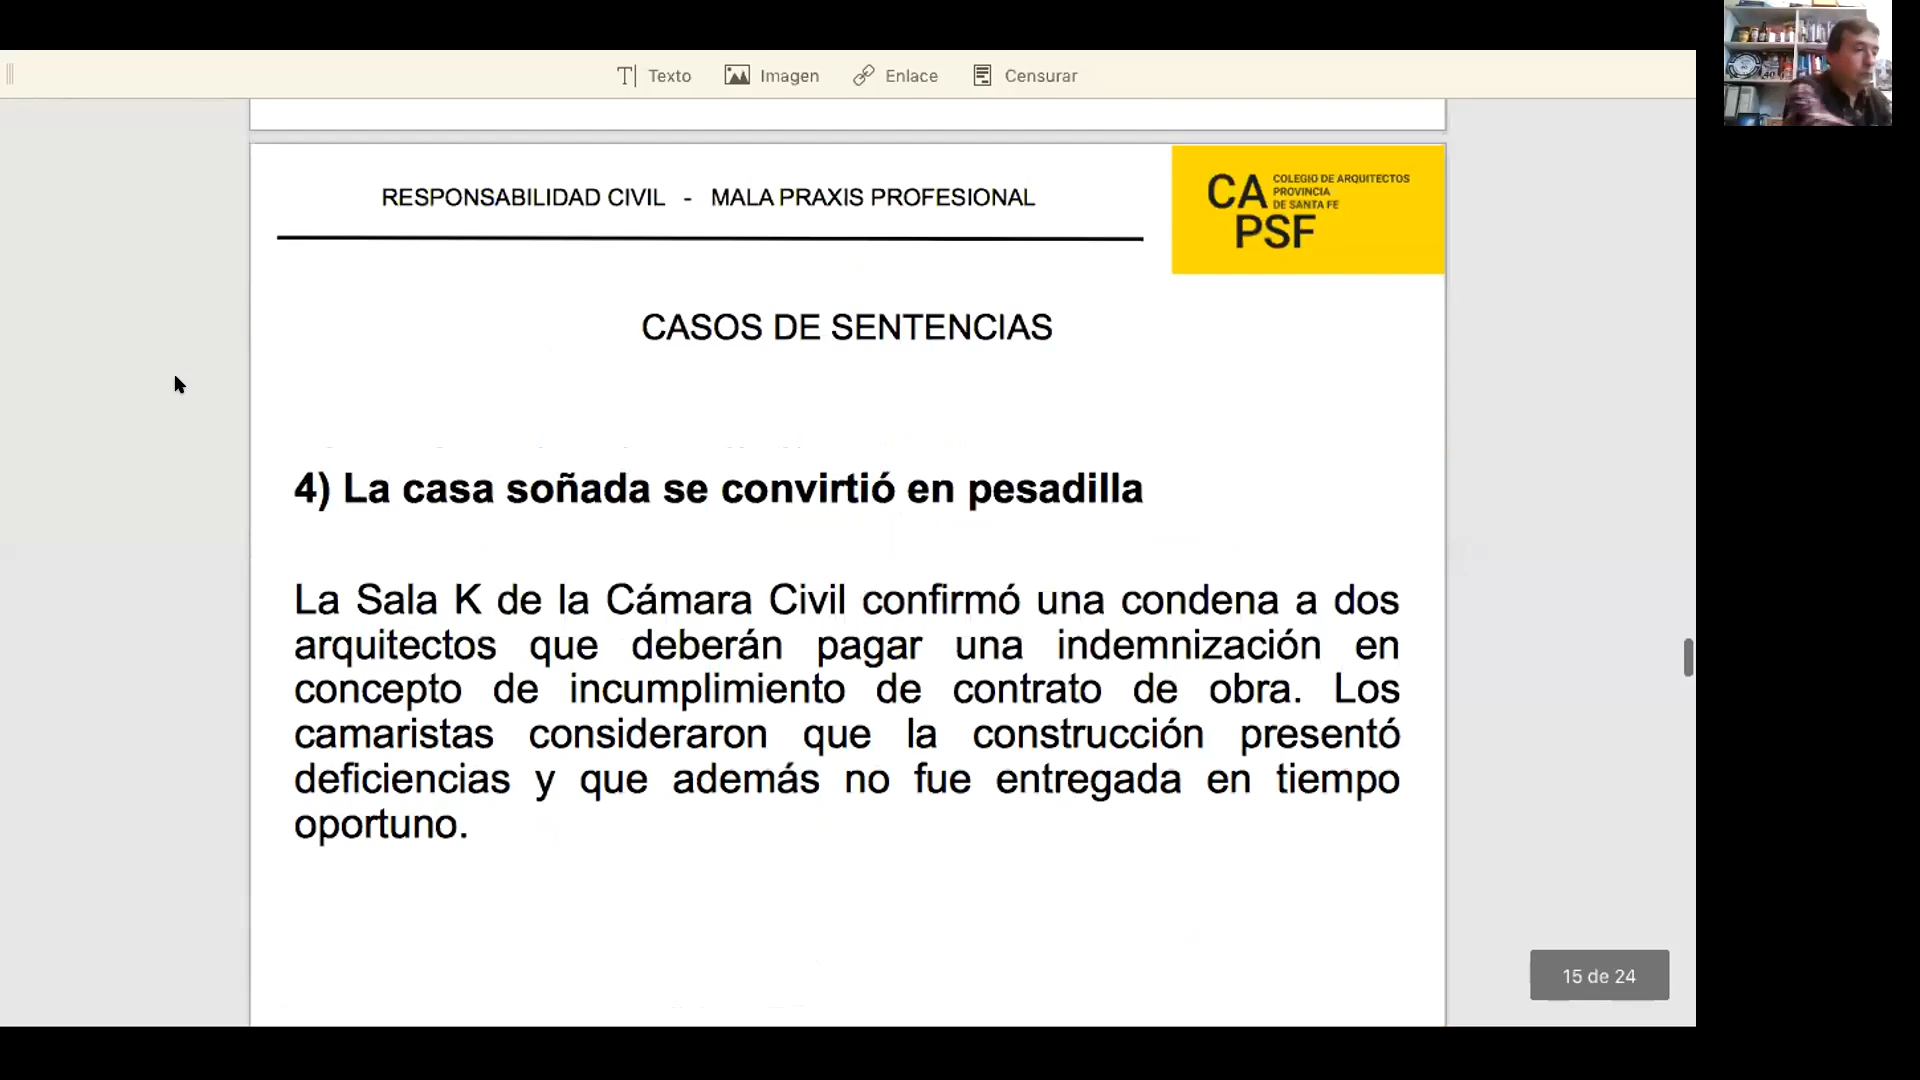 Texto Imagen Enlace Censurar
RESPONSABILIDAD CIVIL - MALA PRAXIS PROFESIONAL
CA
PSF
COLEGIO DE ARQUITECTOS
PROVINCIA
DE SANTA FE
CASOS DE SENTENCIAS
4) La casa soñada se convirtió en pesadilla
La Sala K de la Cámara Civil confirmó una condena a dos
arquitectos que deberán pagar una indemnización en
concepto de incumplimiento de contrato de obra. Los
camaristas consideraron que la construcción presentó
deficiencias y que además no fue entregada en tiempo
oportuno.
15 de 24